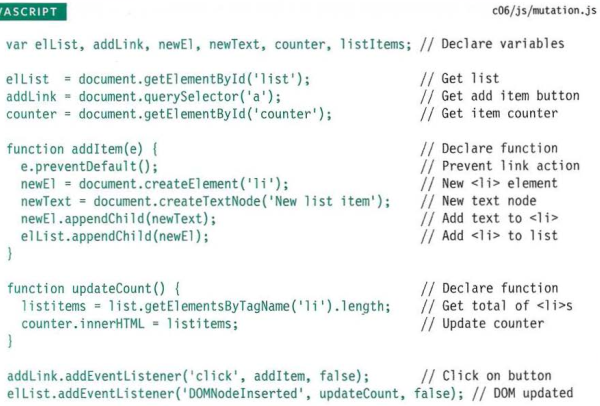 VASCRIPT c06/js/mutation.js
var elList, addLink, newEl, newText, counter, listItems; // Declare variables
elList = document.getElementById('list'); // Get list
addLink = document.querySelector('a'); // Get add item button
counter = document.getElementById('counter'); // Get item counter
function addItem(e) { // Declare function
e.preventDefault(); // Prevent link action
newEl = document.createElement('li'); // New <li> element
newText = document.createTextNode('New list item'); // New text node
newEl.appendChild(newText); // Add text to <li>
elList.appendChild(newEl); // Add <li> to list
}
function updateCount() { // Declare function
listitems = list.getElementsByTagName('li').length; // Get total of <li>s
counter.innerHTML = listitems; // Update counter
}
addLink.addEventListener('click', addItem, false); // Click on button
elList.addEventListener('DOMNodeInserted', updateCount, false); // DOM updated